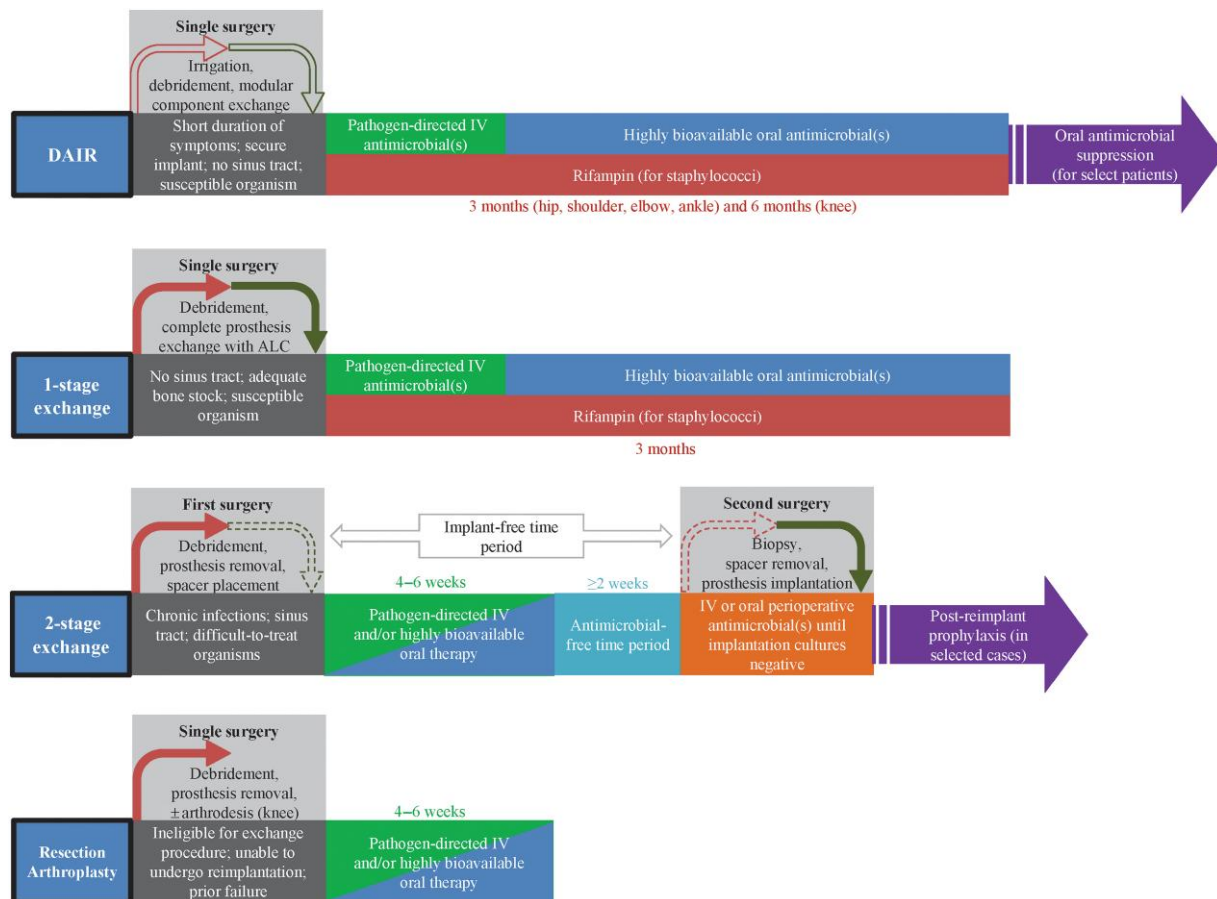 Single surgery
Irrigation,
debridement, modular
component exchange
DAIR
Short duration of
symptoms; secure
implant; no sinus tract;
susceptible organism
Pathogen-directed IV
antimicrobial(s)
Highly bioavailable oral antimicrobial(s)
Rifampin (for staphylococci)
Oral antimicrobial
suppression
(for select patients)
3 months (hip, shoulder, elbow, ankle) and 6 months (knee)
Single surgery
Debridement,
complete prosthesis
exchange with ALC
1-stage
exchange
No sinus tract; adequate
bone stock; susceptible
organism
Pathogen-directed IV
antimicrobial(s)
Highly bioavailable oral antimicrobial(s)
Rifampin (for staphylococci)
3 months
First surgery
Debridement,
prosthesis removal,
spacer placement
Implant-free time
period
Second surgery
Biopsy,
spacer removal,
prosthesis implantation
2-stage
exchange
Chronic infections; sinus
tract; difficult-to-treat
organisms
4–6 weeks
Pathogen-directed IV
and/or highly bioavailable
oral therapy
≥2 weeks
Antimicrobial-
free time period
IV or oral perioperative
antimicrobial(s) until
implantation cultures
negative
Post-reimplant
prophylaxis (in
selected cases)
Single surgery
Debridement,
prosthesis removal,
± arthrodesis (knee)
Resection
Arthroplasty
Ineligible for exchange
procedure; unable to
undergo reimplantation;
prior failure
4–6 weeks
Pathogen-directed IV
and/or highly bioavailable
oral therapy